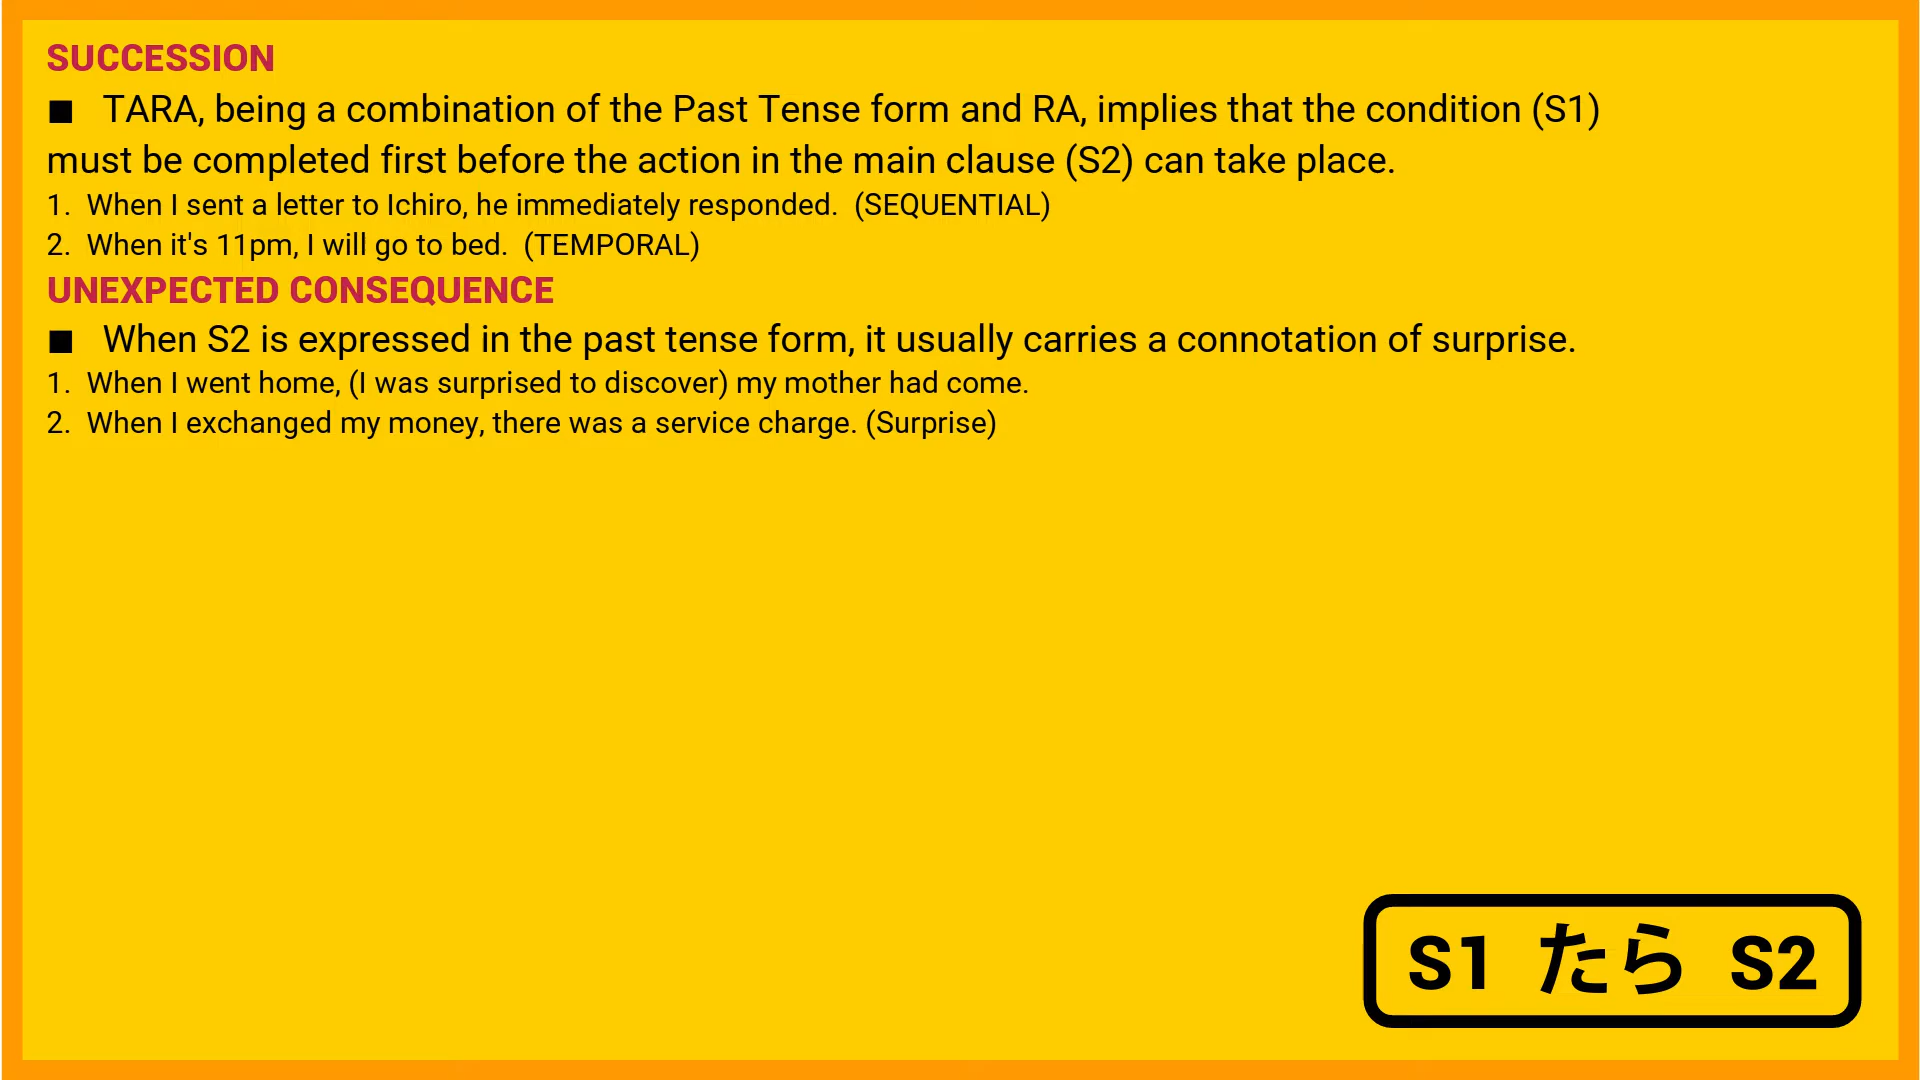 SUCCESSION
■ TARA, being a combination of the Past Tense form and RA, implies that the condition (S1)
must be completed first before the action in the main clause (S2) can take place.
1. When I sent a letter to Ichiro, he immediately responded. (SEQUENTIAL)
2. When it's 11pm, I will go to bed. (TEMPORAL)
UNEXPECTED CONSEQUENCE
■ When S2 is expressed in the past tense form, it usually carries a connotation of surprise.
1. When I went home, (I was surprised to discover) my mother had come.
2. When I exchanged my money, there was a service charge. (Surprise)
S1 たら S2